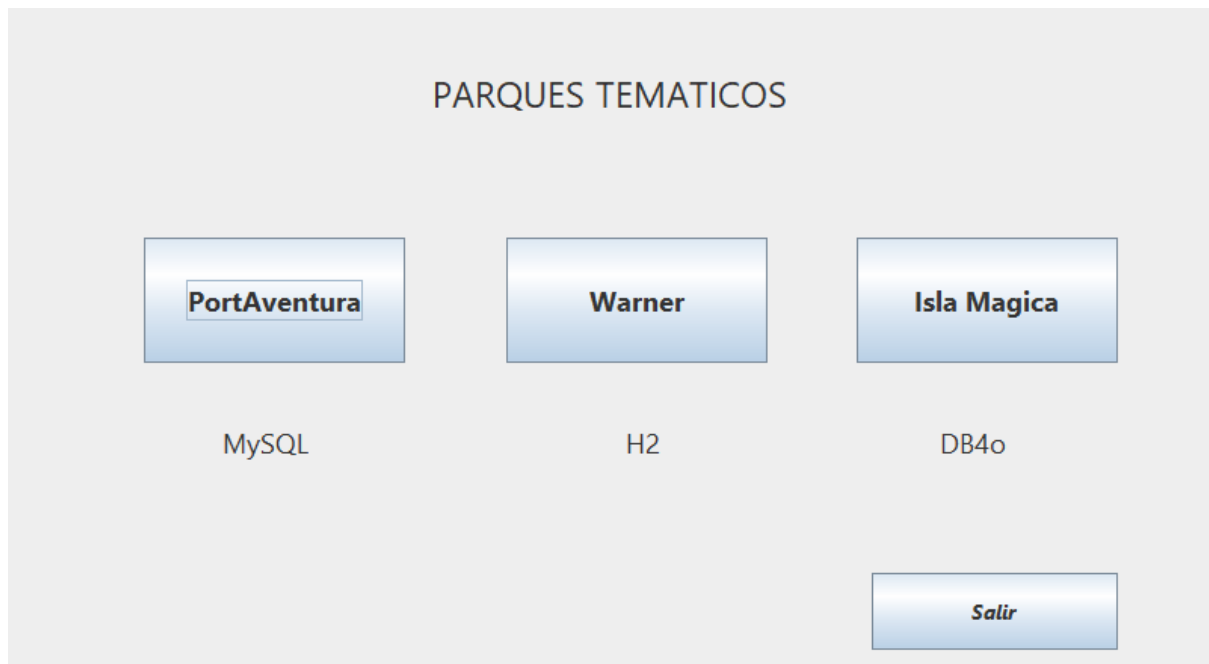 PARQUES TEMATICOS
PortAventura
Warner
Isla Magica
MySQL
H2
DB4o
Salir